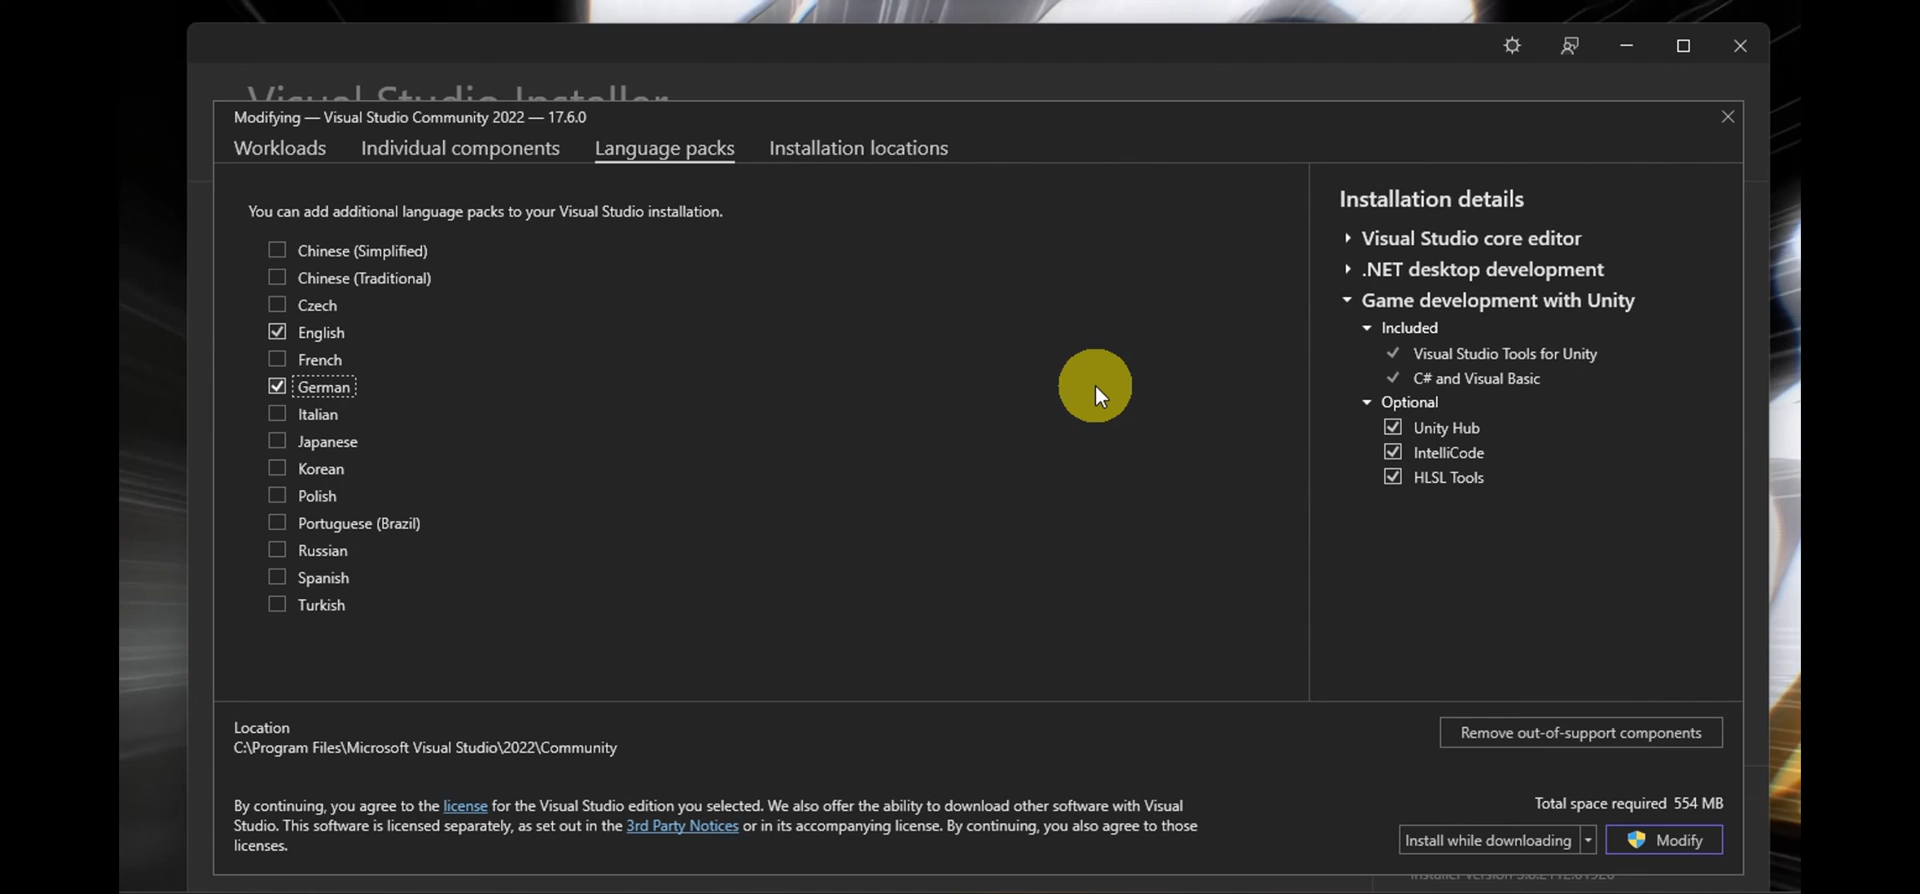 Visual Studio Installer
Modifying — Visual Studio Community 2022 — 17.6.0
Workloads
Individual components
Language packs
Installation locations
You can add additional language packs to your Visual Studio installation.
Chinese (Simplified)
Chinese (Traditional)
Czech
English
French
German
Italian
Japanese
Korean
Polish
Portuguese (Brazil)
Russian
Spanish
Turkish
Installation details
Visual Studio core editor
.NET desktop development
Game development with Unity
Included
Visual Studio Tools for Unity
C# and Visual Basic
Optional
Unity Hub
IntelliCode
HLSL Tools
Location
C:\Program Files\Microsoft Visual Studio\2022\Community
Remove out-of-support components
By continuing, you agree to the license for the Visual Studio edition you selected. We also offer the ability to download other software with Visual
Studio. This software is licensed separately, as set out in the 3rd Party Notices or in its accompanying license. By continuing, you also agree to those
licenses.
Total space required 554 MB
Install while downloading
Modify